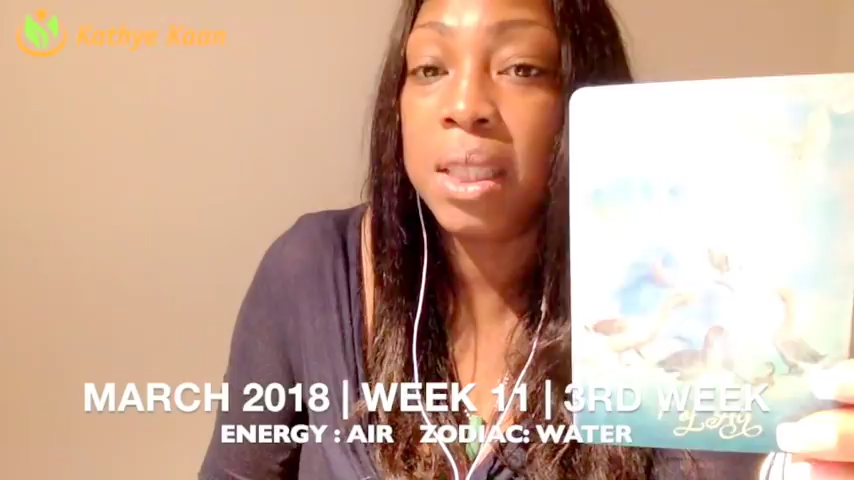 Kathye Kaan
MARCH 2018 | WEEK 11 | 3RD WEEK
ENERGY : AIR ZODIAC: WATER